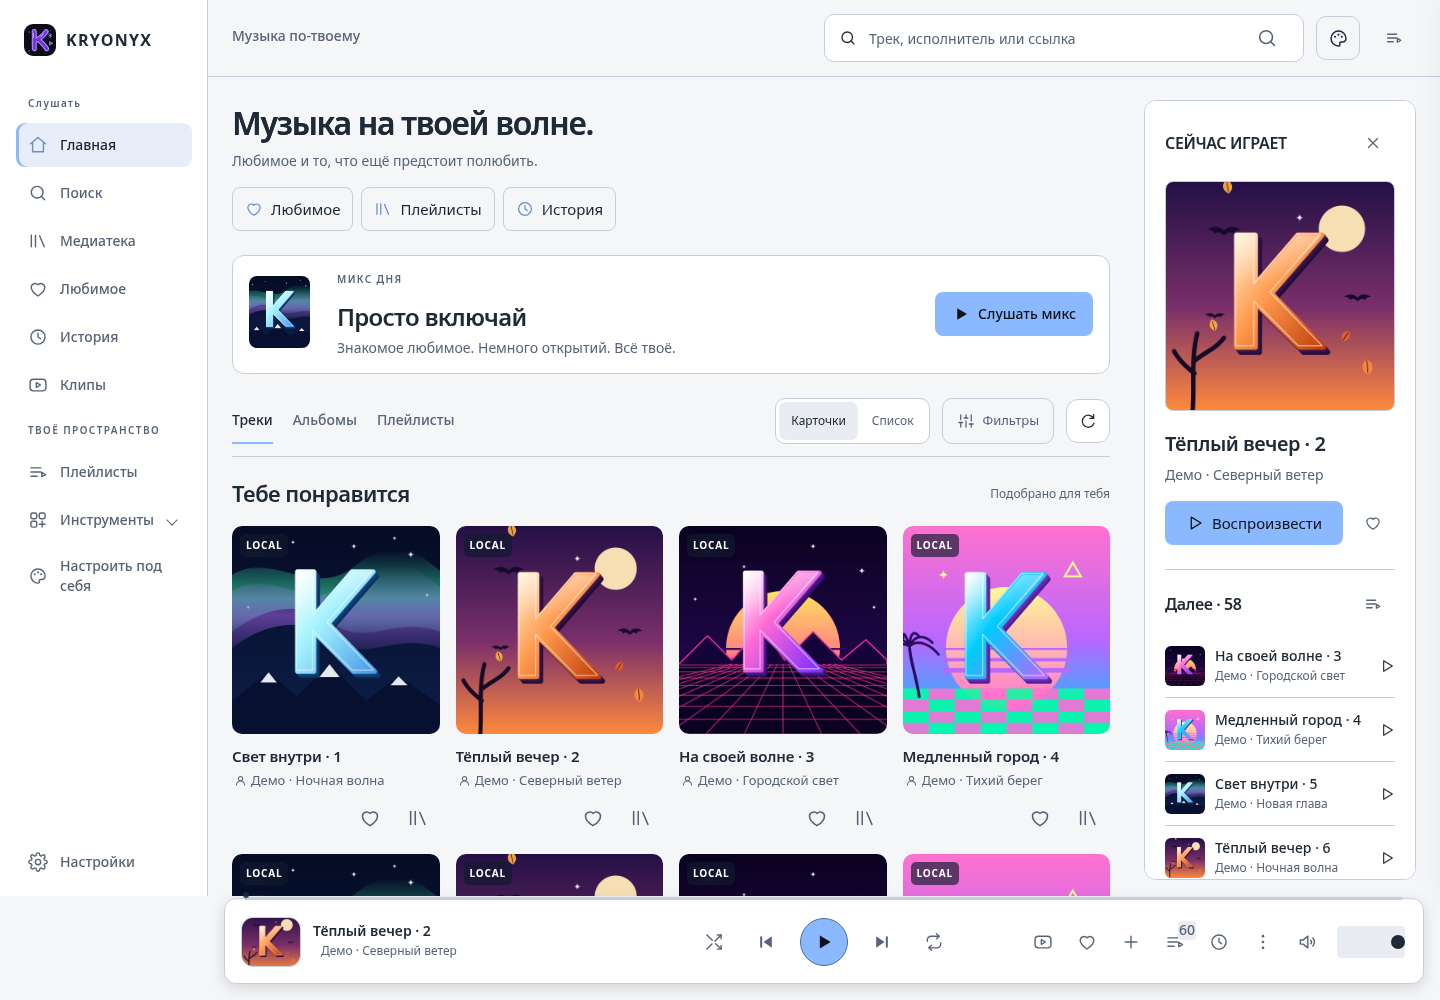 KRYONYX
Слушать
Главная
Поиск
Медиатека
Любимое
История
Клипы
ТВОЁ ПРОСТРАНСТВО
Плейлисты
Инструменты
Настроить под
себя
Настройки
Музыка по-твоему
Трек, исполнитель или ссылка
Музыка на твоей волне.
Любимое и то, что ещё предстоит полюбить.
Любимое
Плейлисты
История
K
МИКС ДНЯ
Просто включай
Знакомое любимое. Немного открытий. Всё твоё.
Слушать микс
Треки
Альбомы
Плейлисты
Карточки
Список
Фильтры
Тебе понравится
Подобрано для тебя
LOCAL
K
Свет внутри · 1
Демо · Ночная волна
LOCAL
K
Тёплый вечер · 2
Демо · Северный ветер
LOCAL
K
На своей волне · 3
Демо · Городской свет
LOCAL
K
Медленный город · 4
Демо · Тихий берег
LOCAL
LOCAL
LOCAL
LOCAL
СЕЙЧАС ИГРАЕТ
K
Тёплый вечер · 2
Демо · Северный ветер
Воспроизвести
Далее · 58
K
На своей волне · 3
Демо · Городской свет
K
Медленный город · 4
Демо · Тихий берег
K
Свет внутри · 5
Демо · Новая глава
K
Тёплый вечер · 6
Демо · Ночная волна
K
Тёплый вечер · 2
Демо · Северный ветер
60